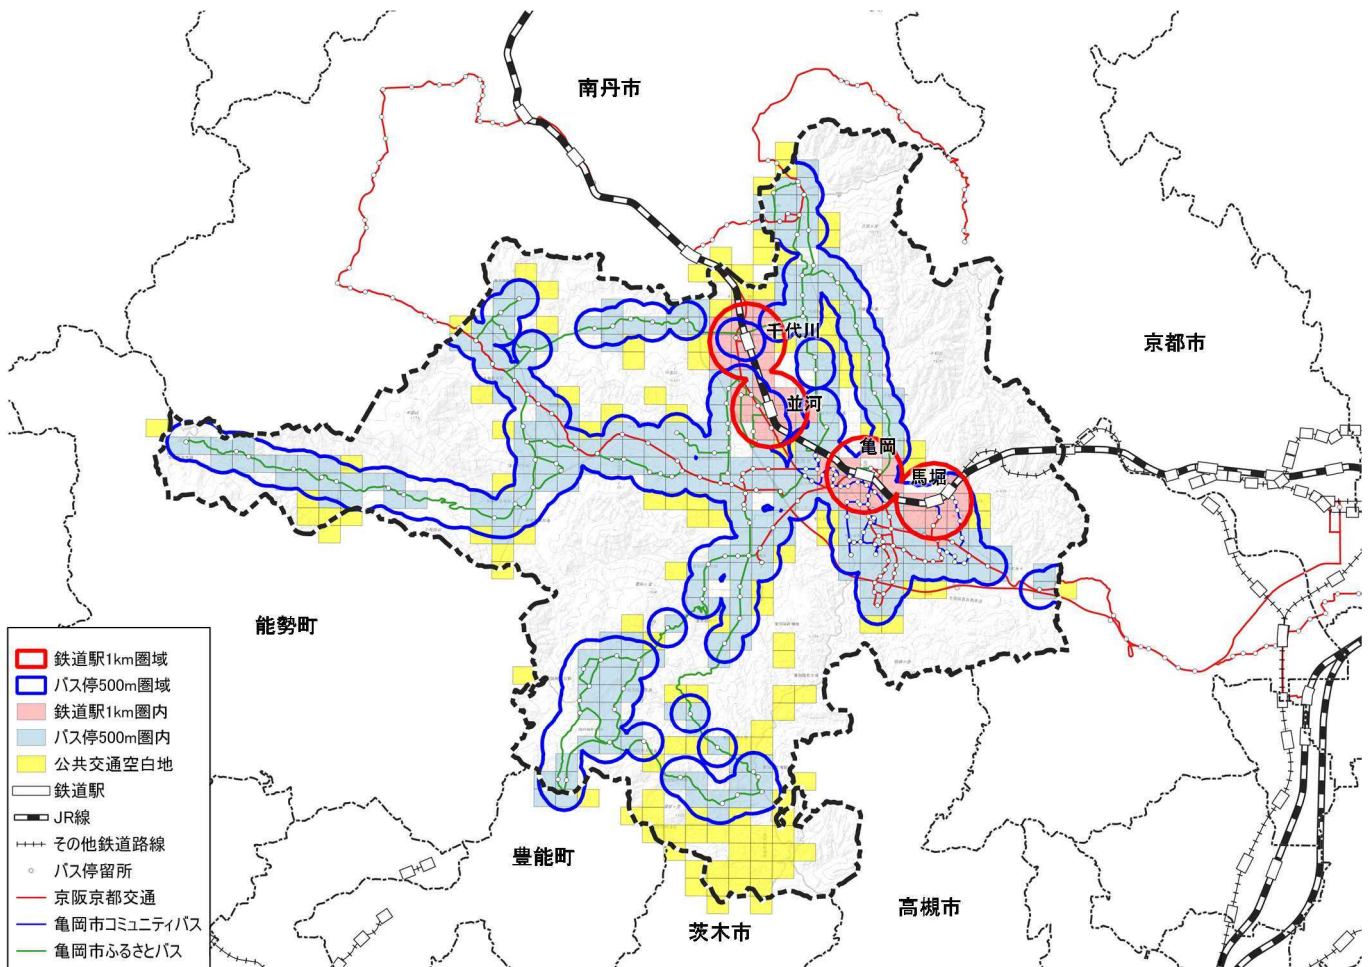 南丹市
千代川
京都市
並河
亀岡
馬堀
能勢町
鉄道駅1km圏域
バス停500m圏域
鉄道駅1km圏内
バス停500m圏内
公共交通空白地
鉄道駅
JR線
その他鉄道路線
バス停留所
京阪京都交通
亀岡市コミュニティバス
亀岡市ふるさとバス
豊能町
高槻市
茨木市